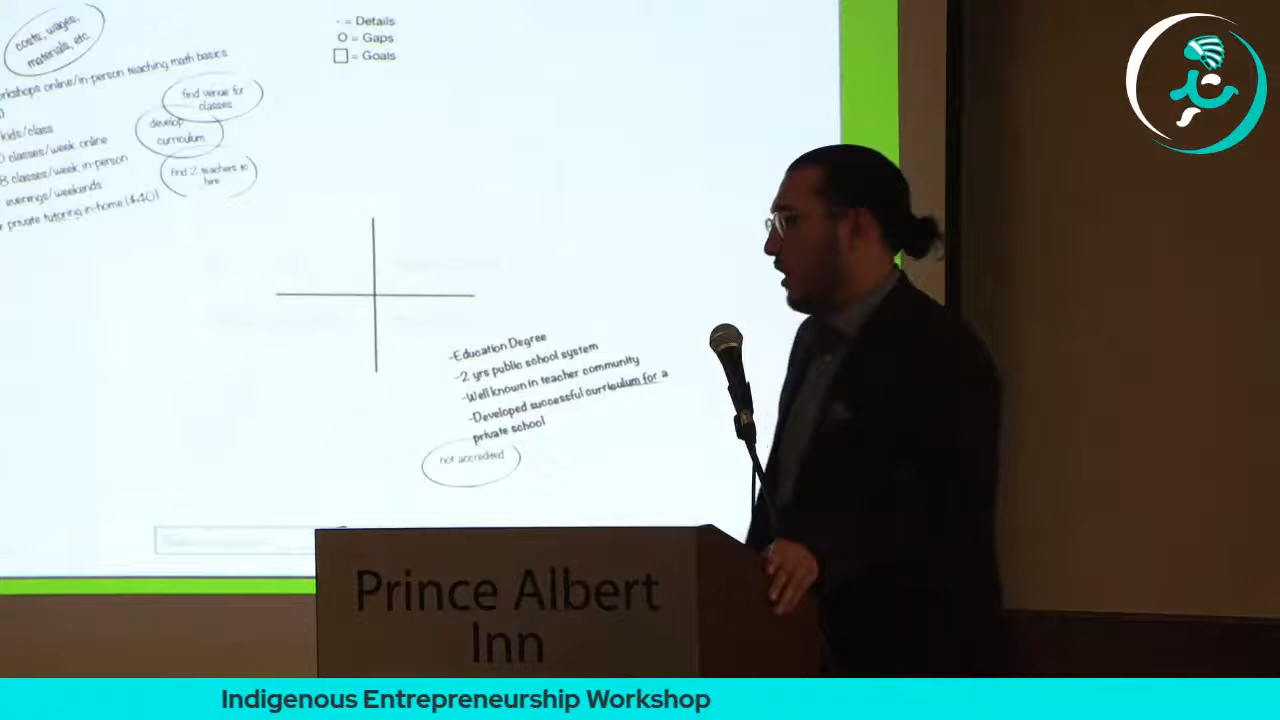 costs, wages,
materials, etc.
online/in-person teaching math basics
kids/class
classes/week online
8 classes/week in-person
evenings/weekends
private tutoring in-home ($40)
find venue for
classes
develop
curriculum
find 2 teachers to
hire
- = Details
O = Gaps
= Goals
-Education Degree
-2 yrs public school system
-Well known in teacher community
-Developed successful curriculum for a
private school
not accredited
Prince Albert
Inn
Indigenous Entrepreneurship Workshop